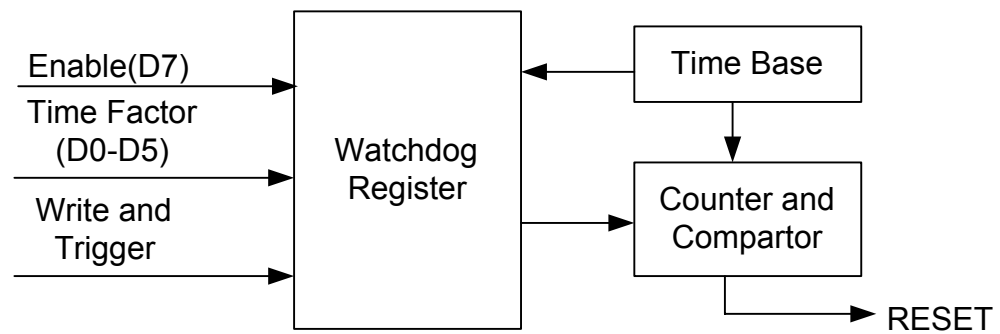 Enable(D7)
Time Factor
(D0-D5)
Write and
Trigger
Watchdog
Register
Time Base
Counter and
Compartor
RESET